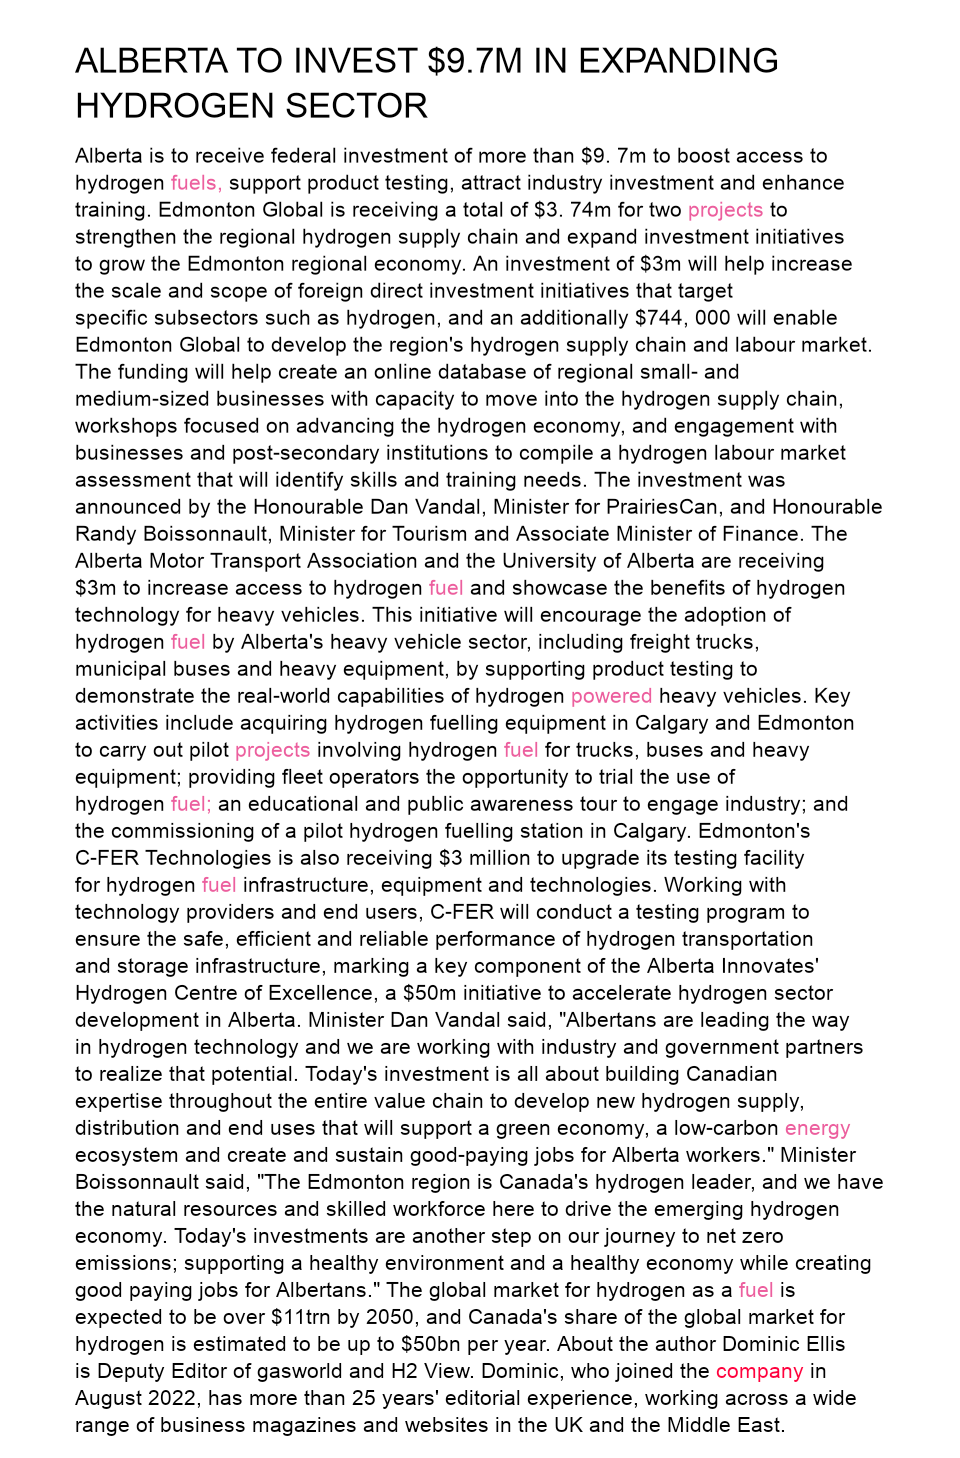 ALBERTA TO INVEST $9.7M IN EXPANDING
HYDROGEN SECTOR
Alberta is to receive federal investment of more than $9. 7m to boost access to
hydrogen fuels, support product testing, attract industry investment and enhance
training. Edmonton Global is receiving a total of $3. 74m for two projects to
strengthen the regional hydrogen supply chain and expand investment initiatives
to grow the Edmonton regional economy. An investment of $3m will help increase
the scale and scope of foreign direct investment initiatives that target
specific subsectors such as hydrogen, and an additionally $744, 000 will enable
Edmonton Global to develop the region's hydrogen supply chain and labour market.
The funding will help create an online database of regional small- and
medium-sized businesses with capacity to move into the hydrogen supply chain,
workshops focused on advancing the hydrogen economy, and engagement with
businesses and post-secondary institutions to compile a hydrogen labour market
assessment that will identify skills and training needs. The investment was
announced by the Honourable Dan Vandal, Minister for PrairiesCan, and Honourable
Randy Boissonnault, Minister for Tourism and Associate Minister of Finance. The
Alberta Motor Transport Association and the University of Alberta are receiving
$3m to increase access to hydrogen fuel and showcase the benefits of hydrogen
technology for heavy vehicles. This initiative will encourage the adoption of
hydrogen fuel by Alberta's heavy vehicle sector, including freight trucks,
municipal buses and heavy equipment, by supporting product testing to
demonstrate the real-world capabilities of hydrogen powered heavy vehicles. Key
activities include acquiring hydrogen fuelling equipment in Calgary and Edmonton
to carry out pilot projects involving hydrogen fuel for trucks, buses and heavy
equipment; providing fleet operators the opportunity to trial the use of
hydrogen fuel; an educational and public awareness tour to engage industry; and
the commissioning of a pilot hydrogen fuelling station in Calgary. Edmonton's
C-FER Technologies is also receiving $3 million to upgrade its testing facility
for hydrogen fuel infrastructure, equipment and technologies. Working with
technology providers and end users, C-FER will conduct a testing program to
ensure the safe, efficient and reliable performance of hydrogen transportation
and storage infrastructure, marking a key component of the Alberta Innovates'
Hydrogen Centre of Excellence, a $50m initiative to accelerate hydrogen sector
development in Alberta. Minister Dan Vandal said, "Albertans are leading the way
in hydrogen technology and we are working with industry and government partners
to realize that potential. Today's investment is all about building Canadian
expertise throughout the entire value chain to develop new hydrogen supply,
distribution and end uses that will support a green economy, a low-carbon energy
ecosystem and create and sustain good-paying jobs for Alberta workers." Minister
Boissonnault said, "The Edmonton region is Canada's hydrogen leader, and we have
the natural resources and skilled workforce here to drive the emerging hydrogen
economy. Today's investments are another step on our journey to net zero
emissions; supporting a healthy environment and a healthy economy while creating
good paying jobs for Albertans." The global market for hydrogen as a fuel is
expected to be over $11trn by 2050, and Canada's share of the global market for
hydrogen is estimated to be up to $50bn per year. About the author Dominic Ellis
is Deputy Editor of gasworld and H2 View. Dominic, who joined the company in
August 2022, has more than 25 years' editorial experience, working across a wide
range of business magazines and websites in the UK and the Middle East.